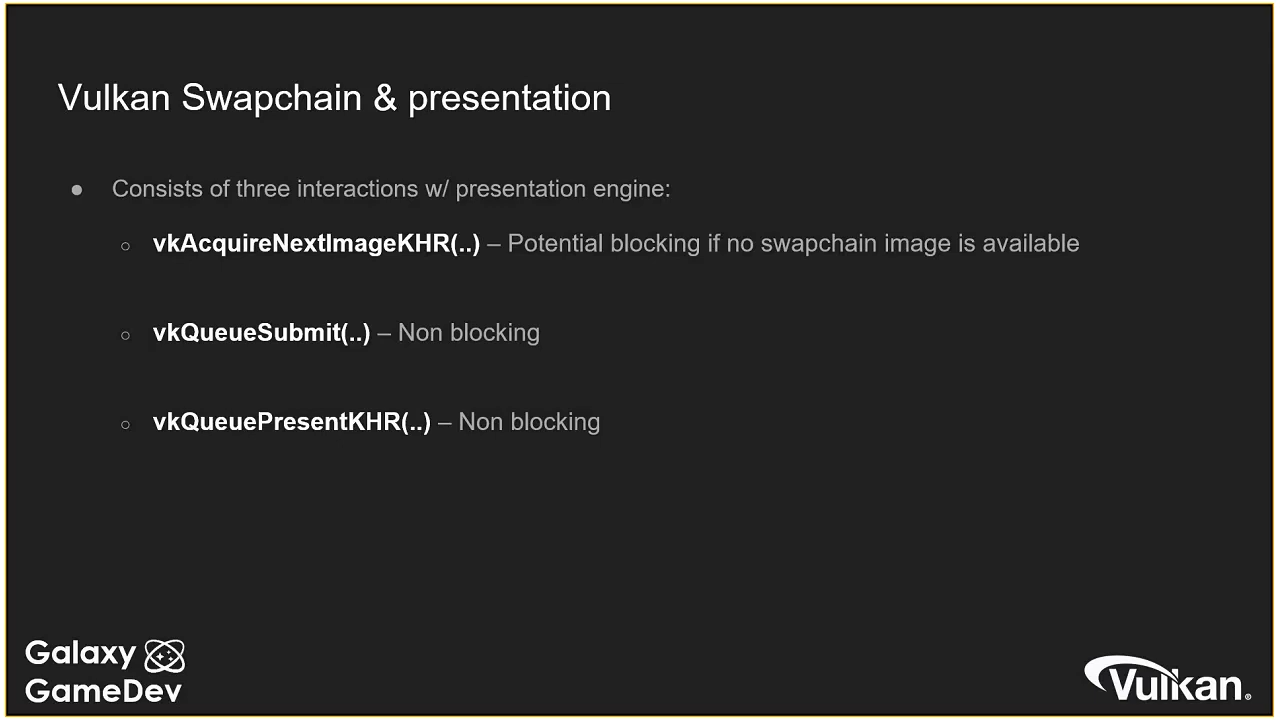 Vulkan Swapchain & presentation
● Consists of three interactions w/ presentation engine:
○ vkAcquireNextImageKHR(..) – Potential blocking if no swapchain image is available
○ vkQueueSubmit(..) – Non blocking
○ vkQueuePresentKHR(..) – Non blocking
Galaxy
GameDev
Vulkan®